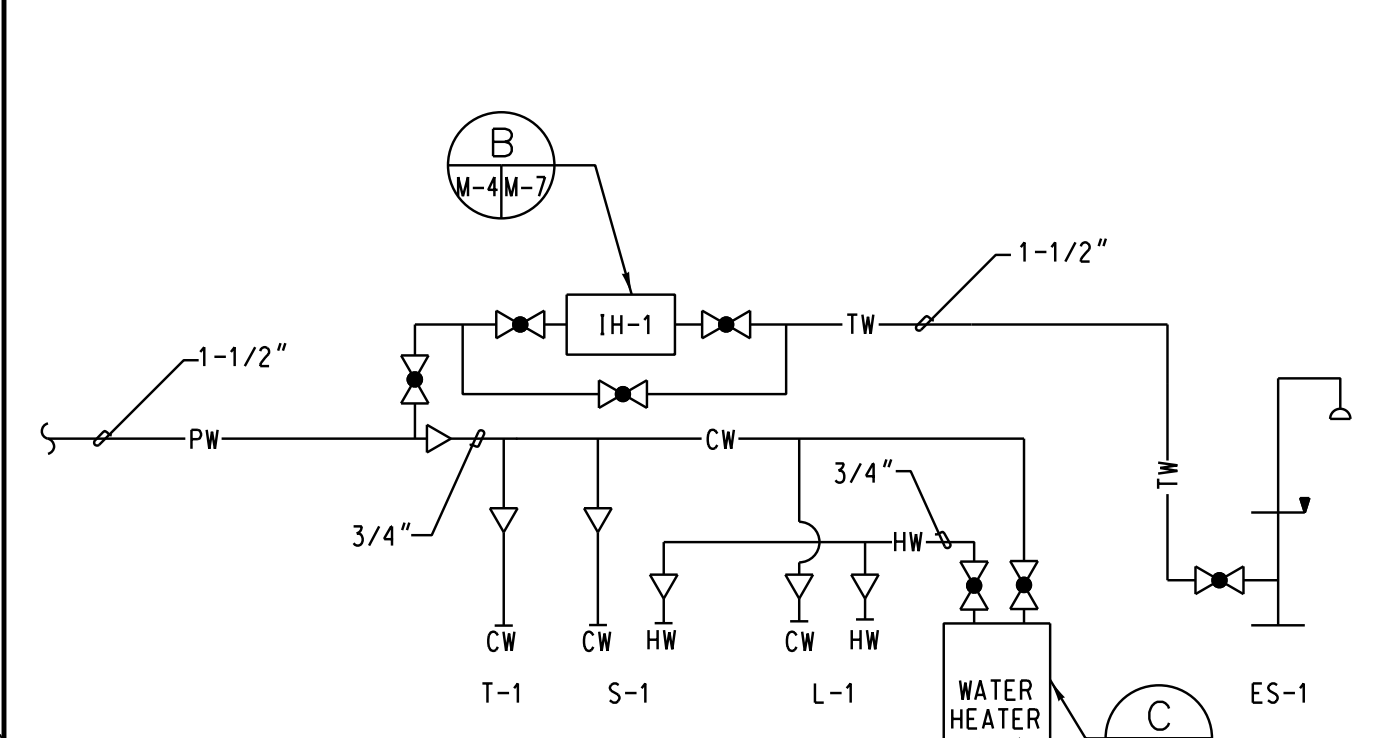 B
M-4 M-7
1-1/2"
IH-1
TW
1-1/2"
PW
CW
3/4"
3/4"
TW
HW
CW
CW
HW
CW
HW
T-1
S-1
L-1
WATER
HEATER
C
ES-1